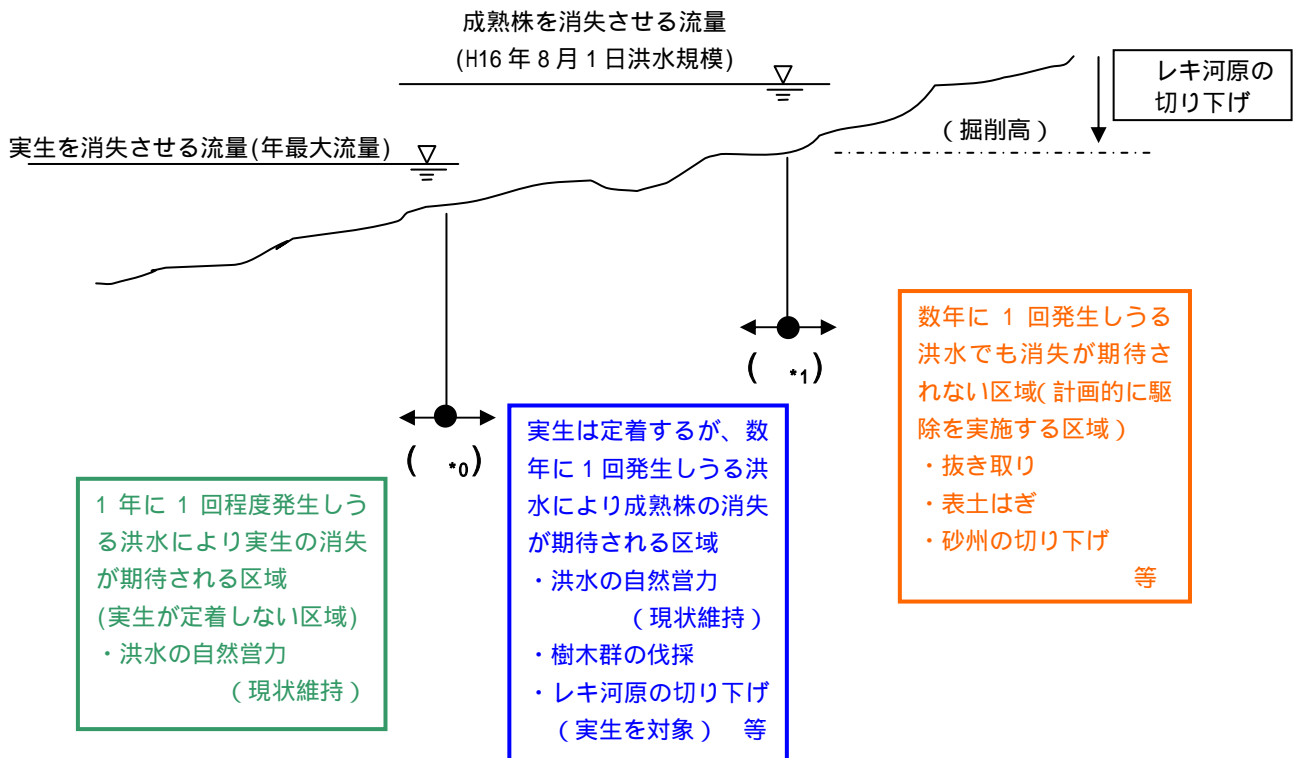 成熟株を消失させる流量
(H16年8月1日洪水規模)
レキ河原の
切り下げ
(掘削高)
実生を消失させる流量(年最大流量)
( *1)
( *0)
1年に1回程度発生しう
る洪水により実生の消失
が期待される区域
(実生が定着しない区域)
・洪水の自然営力
(現状維持)
実生は定着するが、数
年に1回発生しうる洪
水により成熟株の消失
が期待される区域
・洪水の自然営力
(現状維持)
・樹木群の伐採
・レキ河原の切り下げ
(実生を対象) 等
数年に1回発生しうる
洪水でも消失が期待さ
れない区域(計画的に駆
除を実施する区域)
・抜き取り
・表土はぎ
・砂州の切り下げ
等